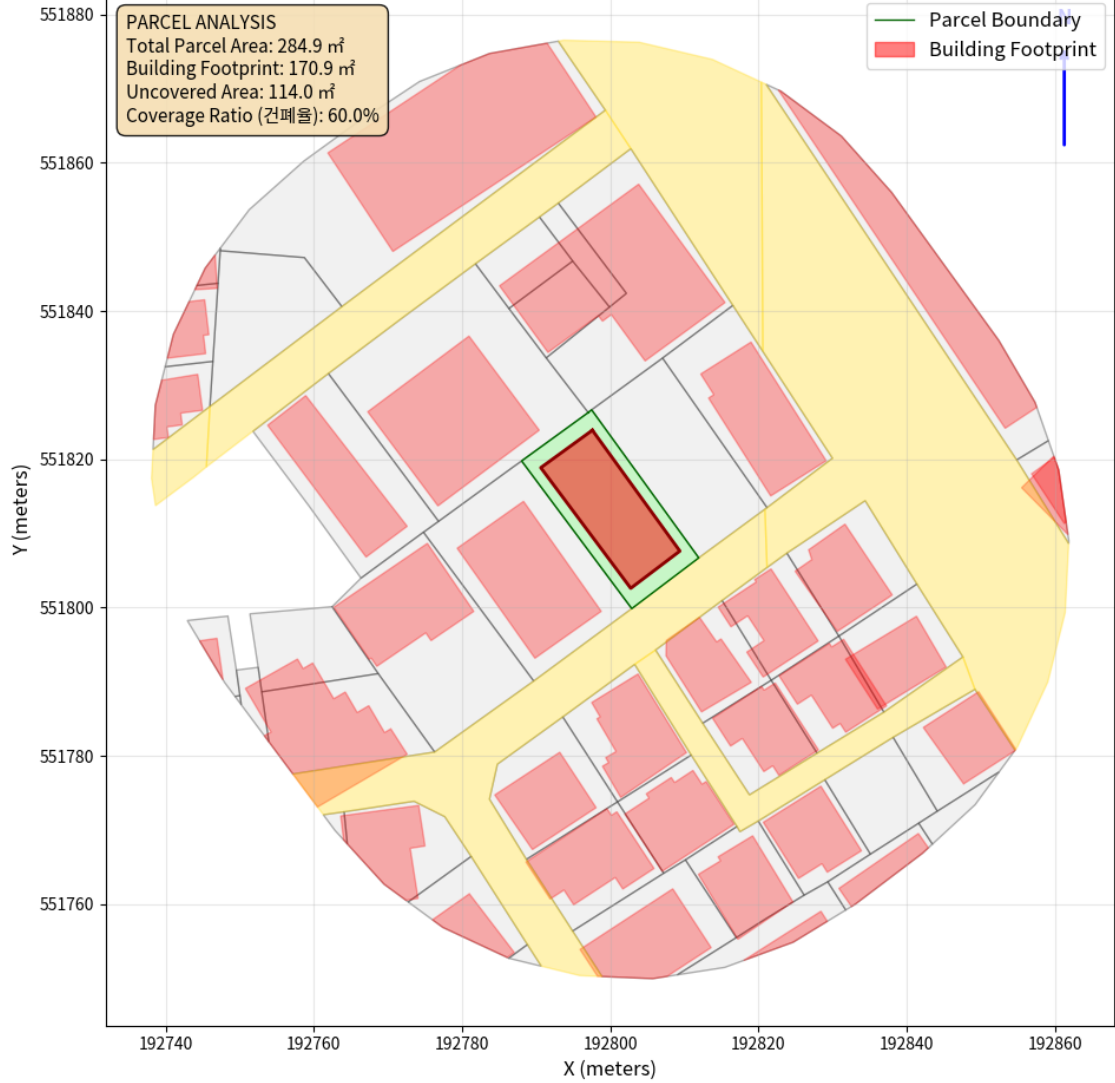 PARCEL ANALYSIS
Total Parcel Area: 284.9 ㎡
Building Footprint: 170.9 ㎡
Uncovered Area: 114.0 ㎡
Coverage Ratio (건폐율): 60.0%
Parcel Boundary
Building Footprint
N
551880
551860
551840
551820
551800
551780
551760
Y (meters)
192740
192760
192780
192800
192820
192840
192860
X (meters)